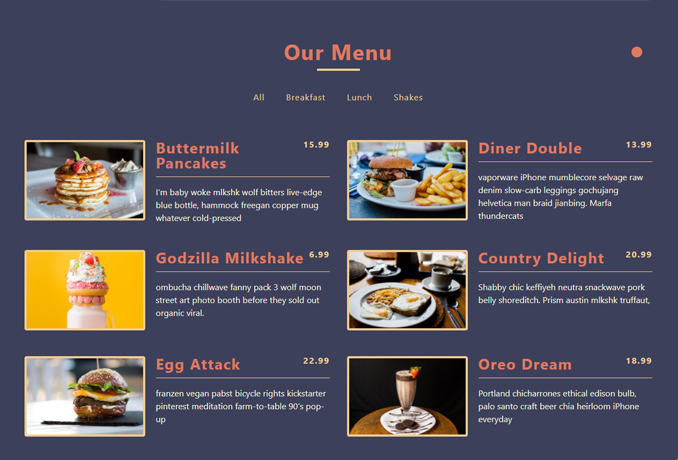 Our Menu
All Breakfast Lunch Shakes
Buttermilk
Pancakes
15.99
I'm baby woke mlkshk wolf bitters live-edge
blue bottle, hammock freegan copper mug
whatever cold-pressed
Diner Double
13.99
vaporware iPhone mumblecore selvage raw
denim slow-carb leggings gochujang
helvetica man braid jianbing. Marfa
thundercats
Godzilla Milkshake
6.99
ombucha chillwave fanny pack 3 wolf moon
street art photo booth before they sold out
organic viral.
Country Delight
20.99
Shabby chic keffiyeh neutra snackwave pork
belly shoreditch. Prism austin mlkshk truffaut,
Egg Attack
22.99
franzen vegan pabst bicycle rights kickstarter
pinterest meditation farm-to-table 90's pop-
up
Oreo Dream
18.99
Portland chicharrones ethical edison bulb,
palo santo craft beer chia heirloom iPhone
everyday